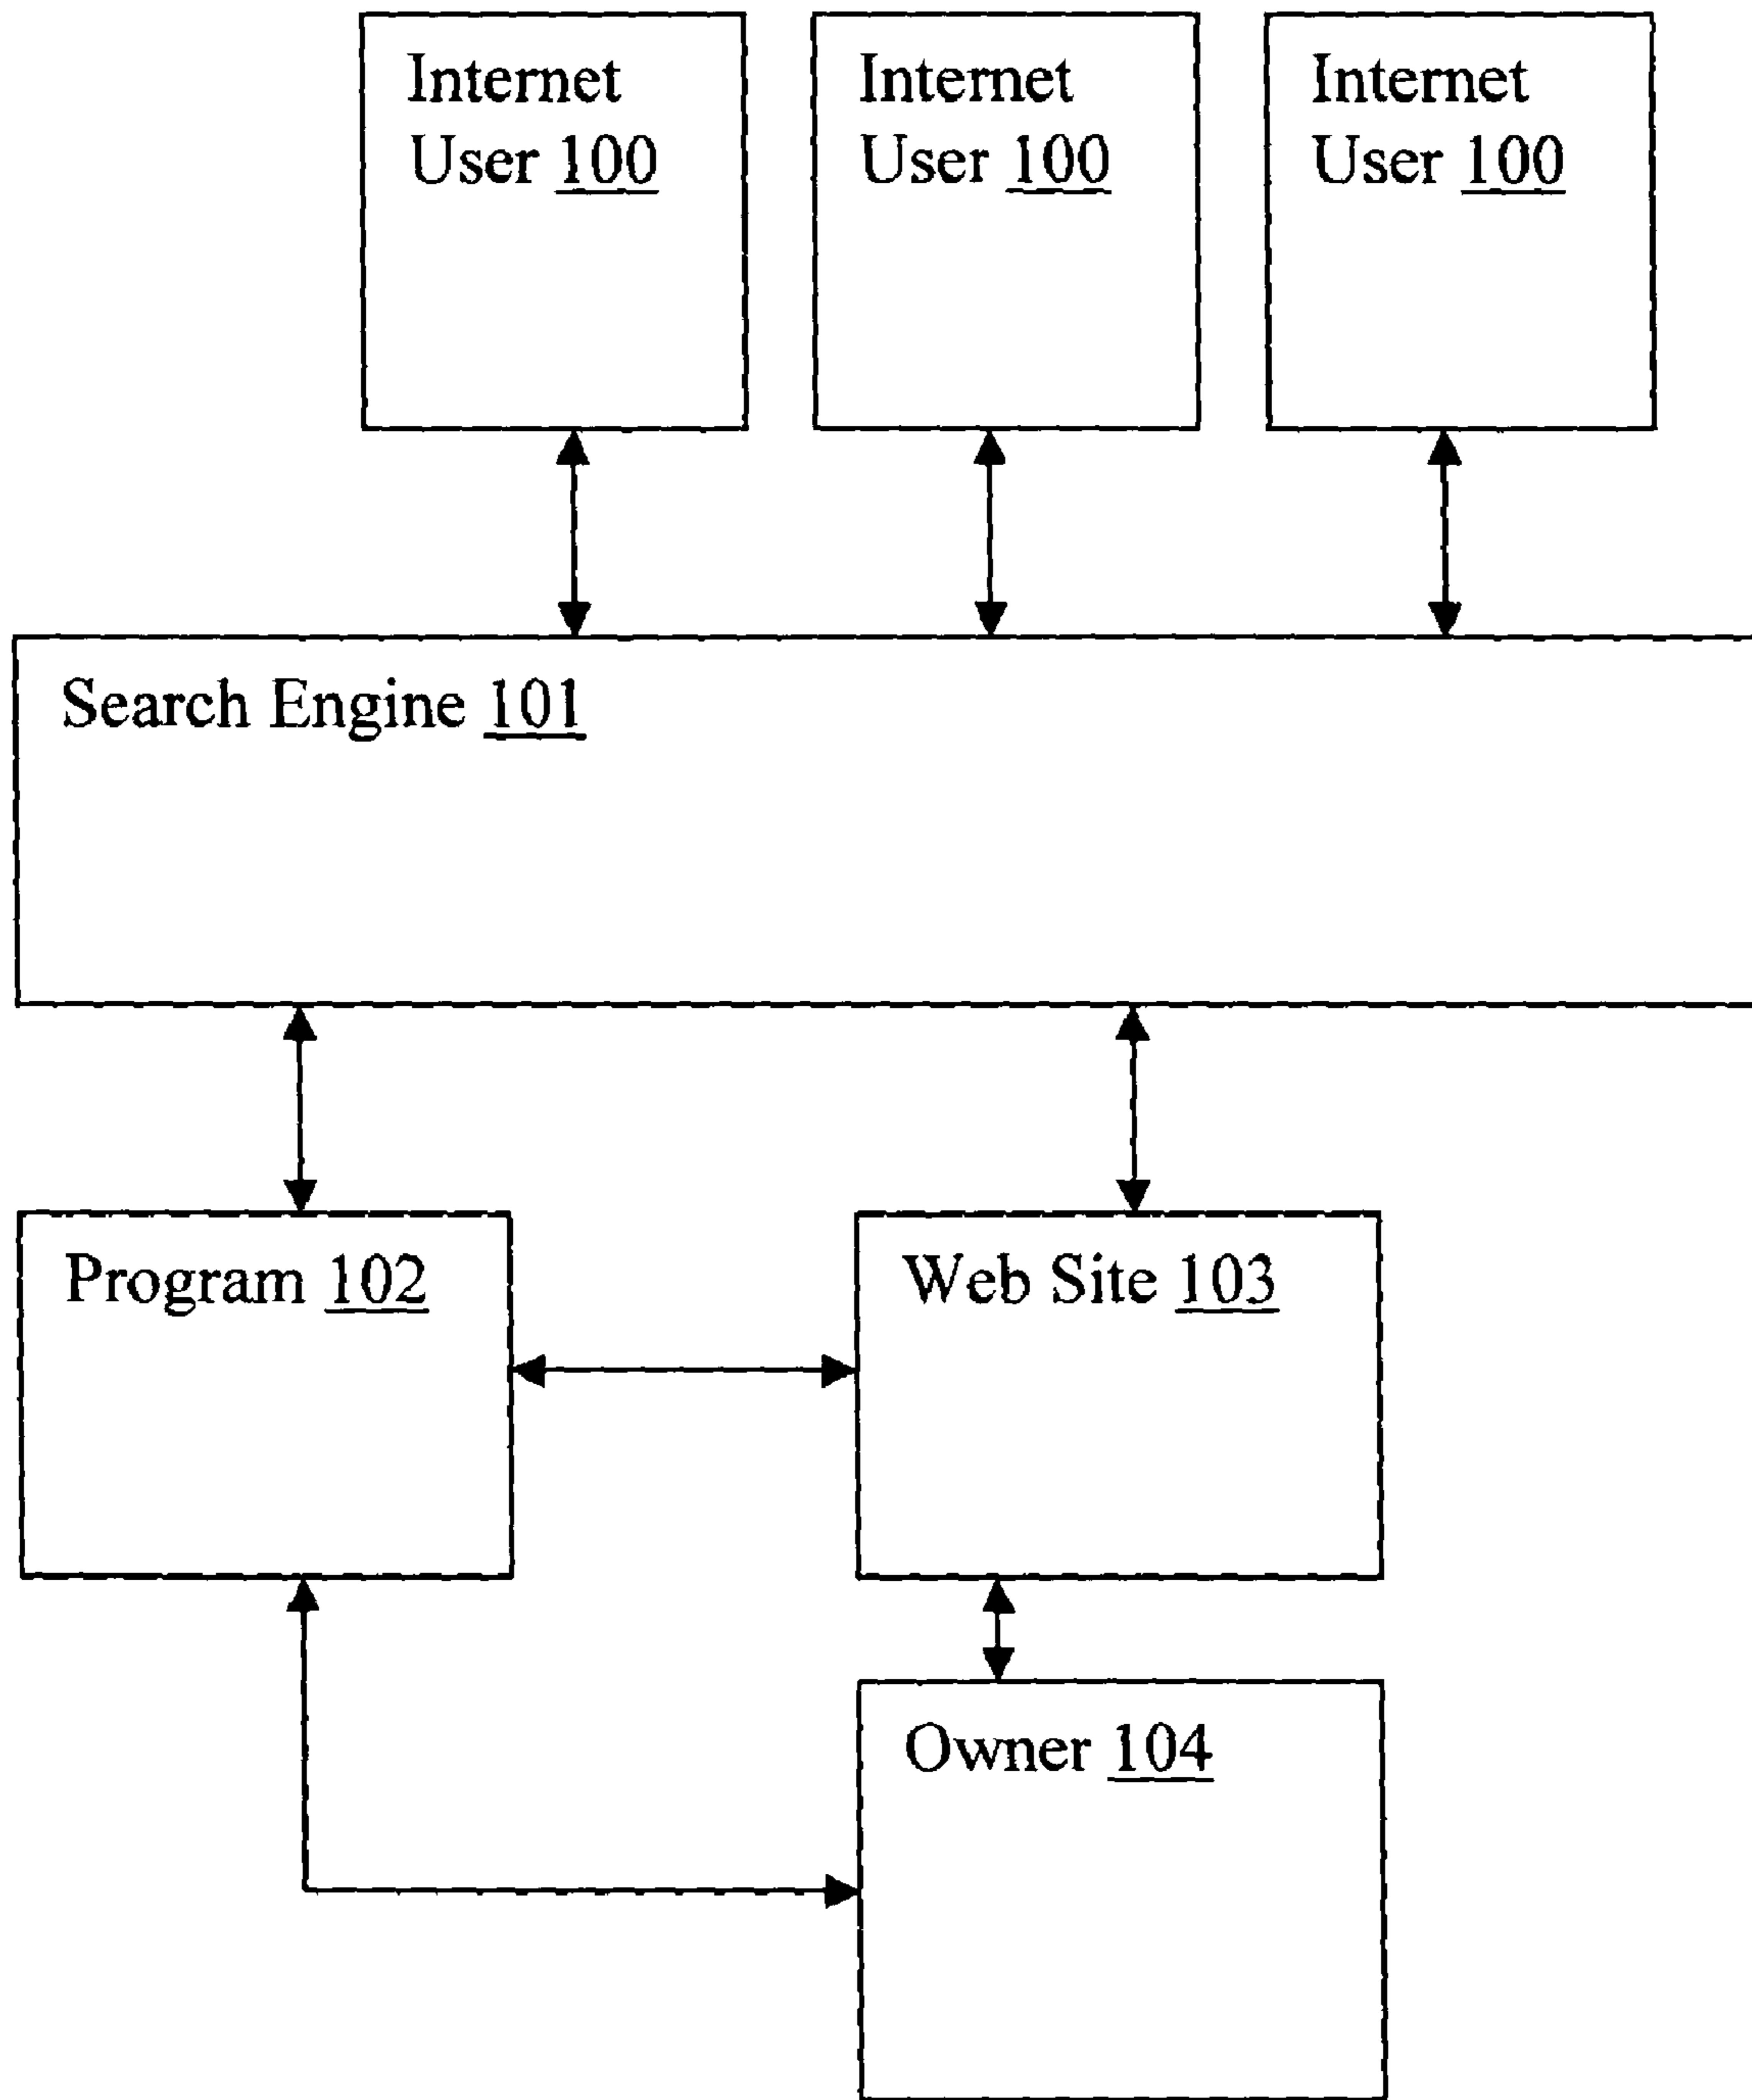 Internet
User 100
Internet
User 100
Internet
User 100
Search Engine 101
Program 102
Web Site 103
Owner 104